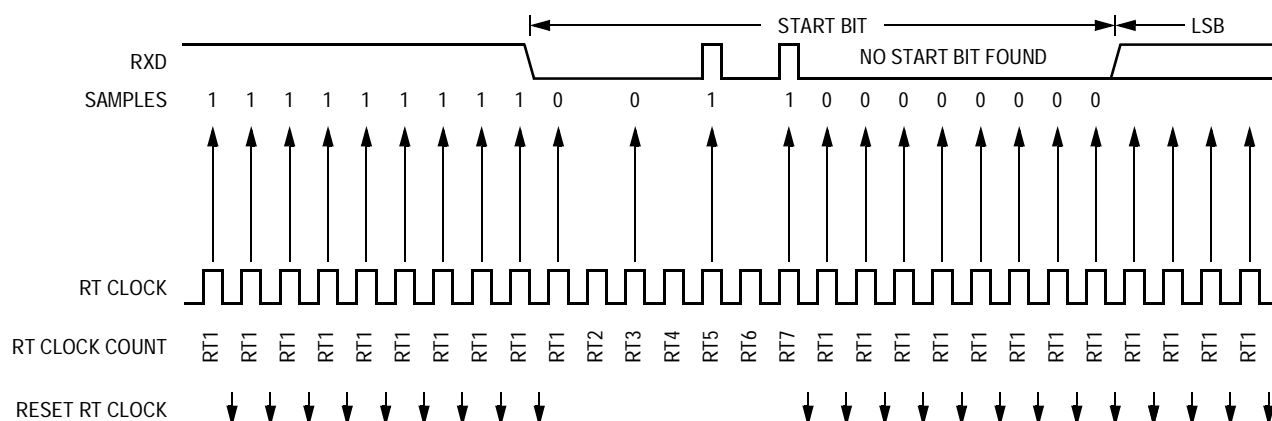 START BIT LSB
RXD NO START BIT FOUND
SAMPLES 1 1 1 1 1 1 1 1 1 0 0 1 1 0 0 0 0 0 0 0 0
RT CLOCK
RT CLOCK COUNT RT1 RT1 RT1 RT1 RT1 RT1 RT1 RT1 RT1 RT1 RT2 RT3 RT4 RT5 RT6 RT7 RT1 RT1 RT1 RT1 RT1 RT1 RT1 RT1 RT1 RT1 RT1 RT1
RESET RT CLOCK